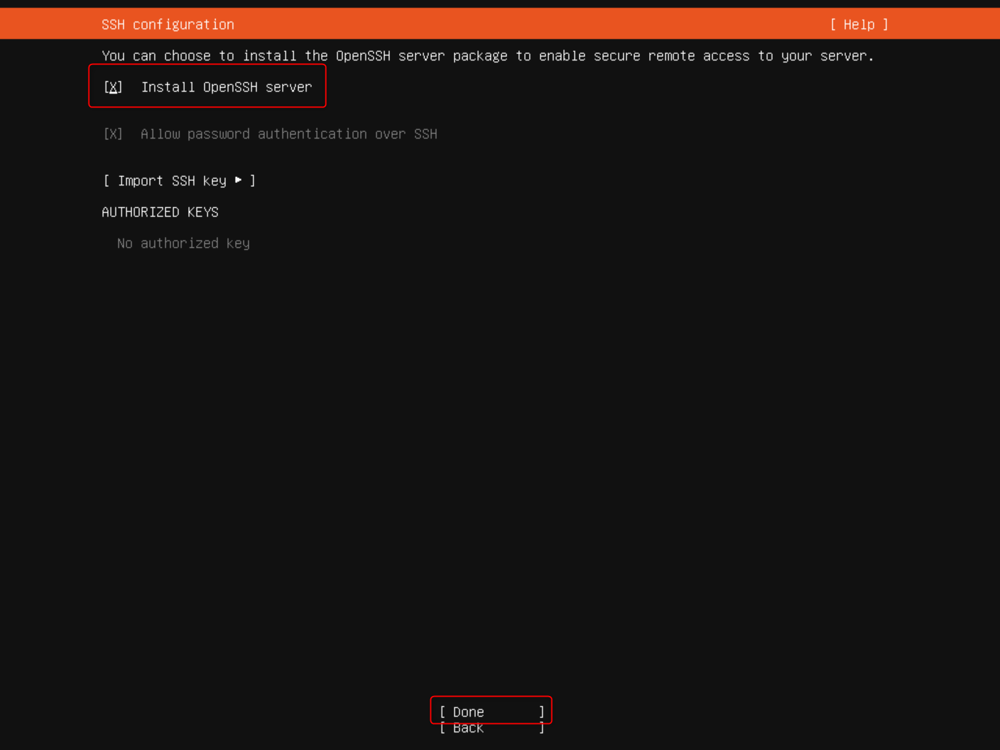 SSH configuration [ Help ]
You can choose to install the OpenSSH server package to enable secure remote access to your server.
[X] Install OpenSSH server
[X] Allow password authentication over SSH
[ Import SSH key ▸ ]
AUTHORIZED KEYS
No authorized key
[ Done ]
[ Back ]